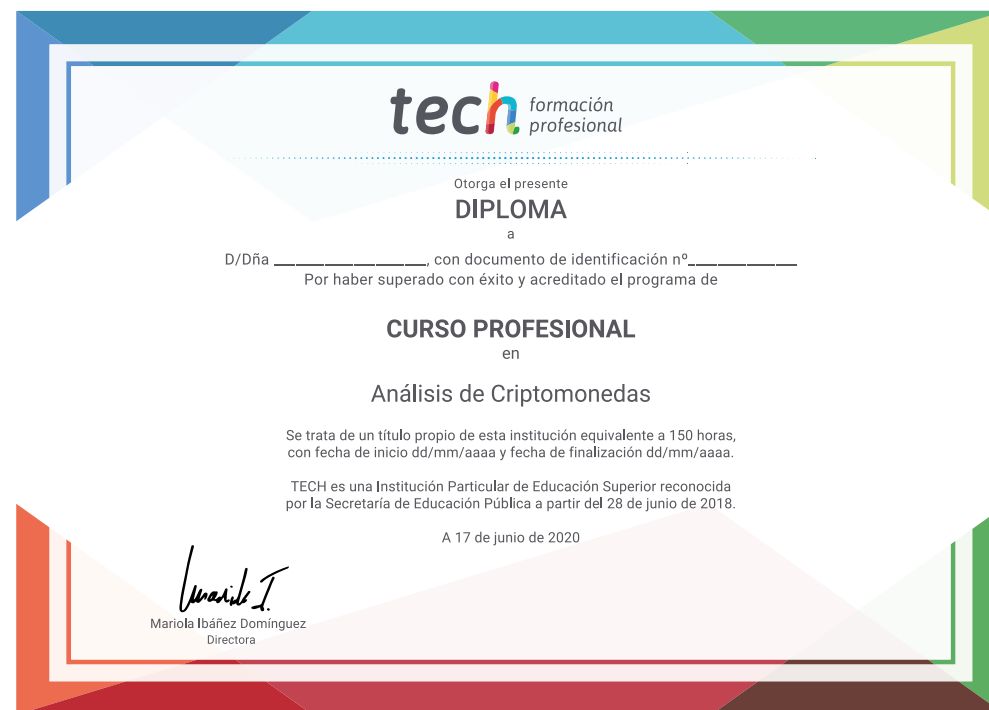 tech formación
profesional
Otorga el presente
DIPLOMA
a
D/Dña ______________, con documento de identificación nº__________
Por haber superado con éxito y acreditado el programa de
CURSO PROFESIONAL
en
Análisis de Criptomonedas
Se trata de un título propio de esta institución equivalente a 150 horas,
con fecha de inicio dd/mm/aaaa y fecha de finalización dd/mm/aaaa.
TECH es una Institución Particular de Educación Superior reconocida
por la Secretaría de Educación Pública a partir del 28 de junio de 2018.
A 17 de junio de 2020
Mariola Ibáñez Domínguez
Directora